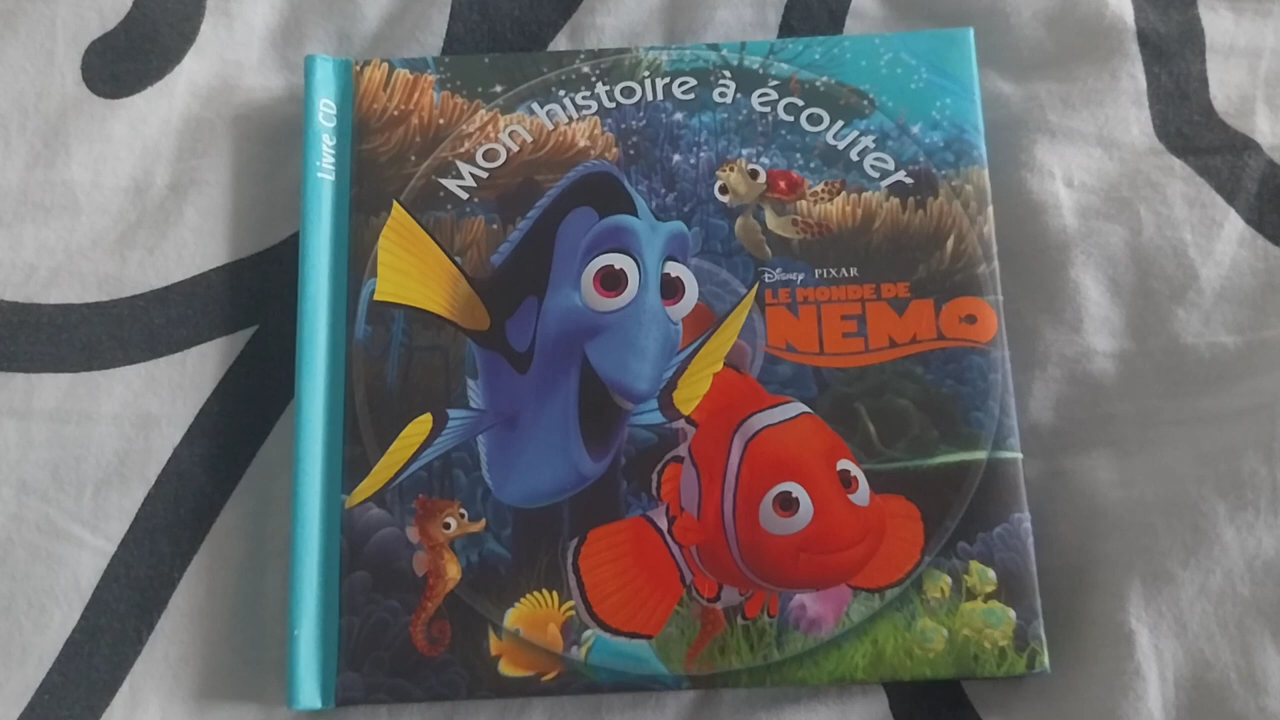 Livre CD
Mon histoire à écouter
Disney PIXAR
LE MONDE DE
NEMO